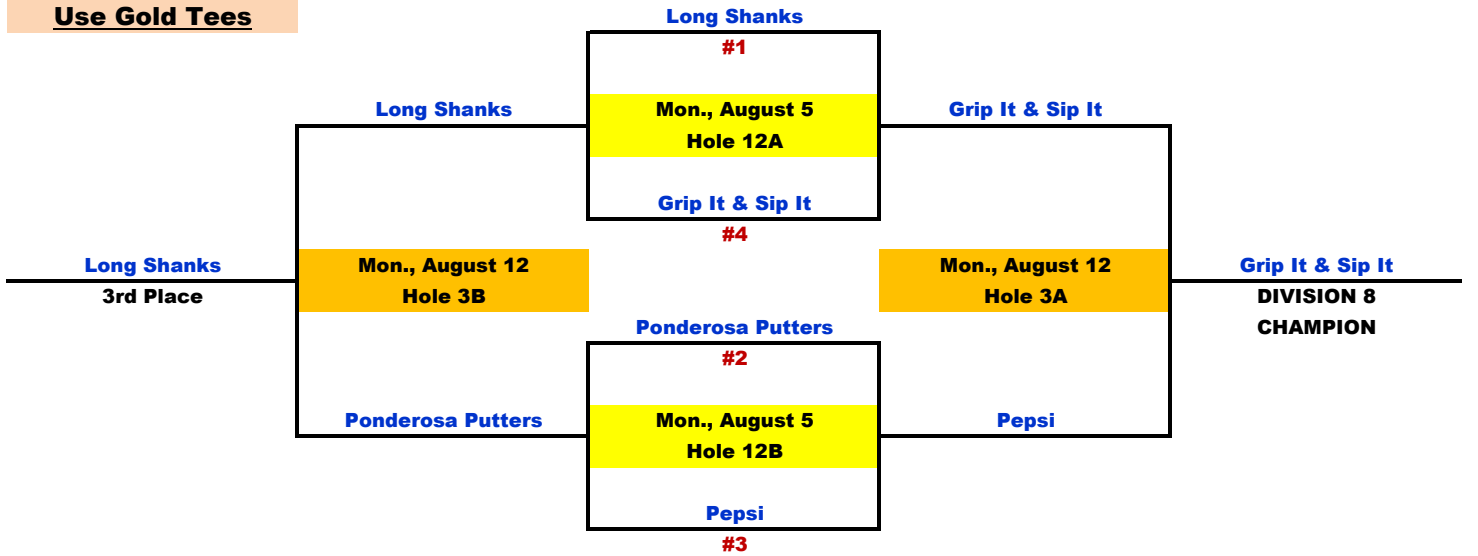 Use Gold Tees
Long Shanks
#1
Long Shanks
Mon., August 5
Hole 12A
Grip It & Sip It
Grip It & Sip It
#4
Long Shanks
3rd Place
Mon., August 12
Hole 3B
Mon., August 12
Hole 3A
Grip It & Sip It
DIVISION 8
CHAMPION
Ponderosa Putters
#2
Ponderosa Putters
Mon., August 5
Hole 12B
Pepsi
Pepsi
#3